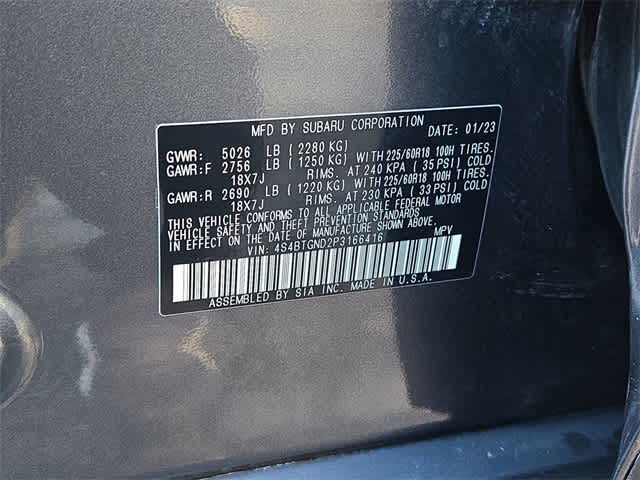 MFD BY SUBARU CORPORATION DATE: 01/23
GVWR: 5026 LB ( 2280 KG)
GAWR:F 2756 LB ( 1250 KG) WITH 225/60R18 100H TIRES.
18X7J RIMS. AT 240 KPA ( 35 PSI) COLD
GAWR:R 2690 LB ( 1220 KG) WITH 225/60R18 100H TIRES.
18X7J RIMS. AT 230 KPA ( 33 PSI) COLD
THIS VEHICLE CONFORMS TO ALL APPLICABLE FEDERAL MOTOR
VEHICLE SAFETY AND THEFT PREVENTION STANDARDS
IN EFFECT ON THE DATE OF MANUFACTURE SHOWN ABOVE.
VIN: 4S4BTGND2P3166416 MPV
ASSEMBLED BY SIA INC. MADE IN U.S.A.